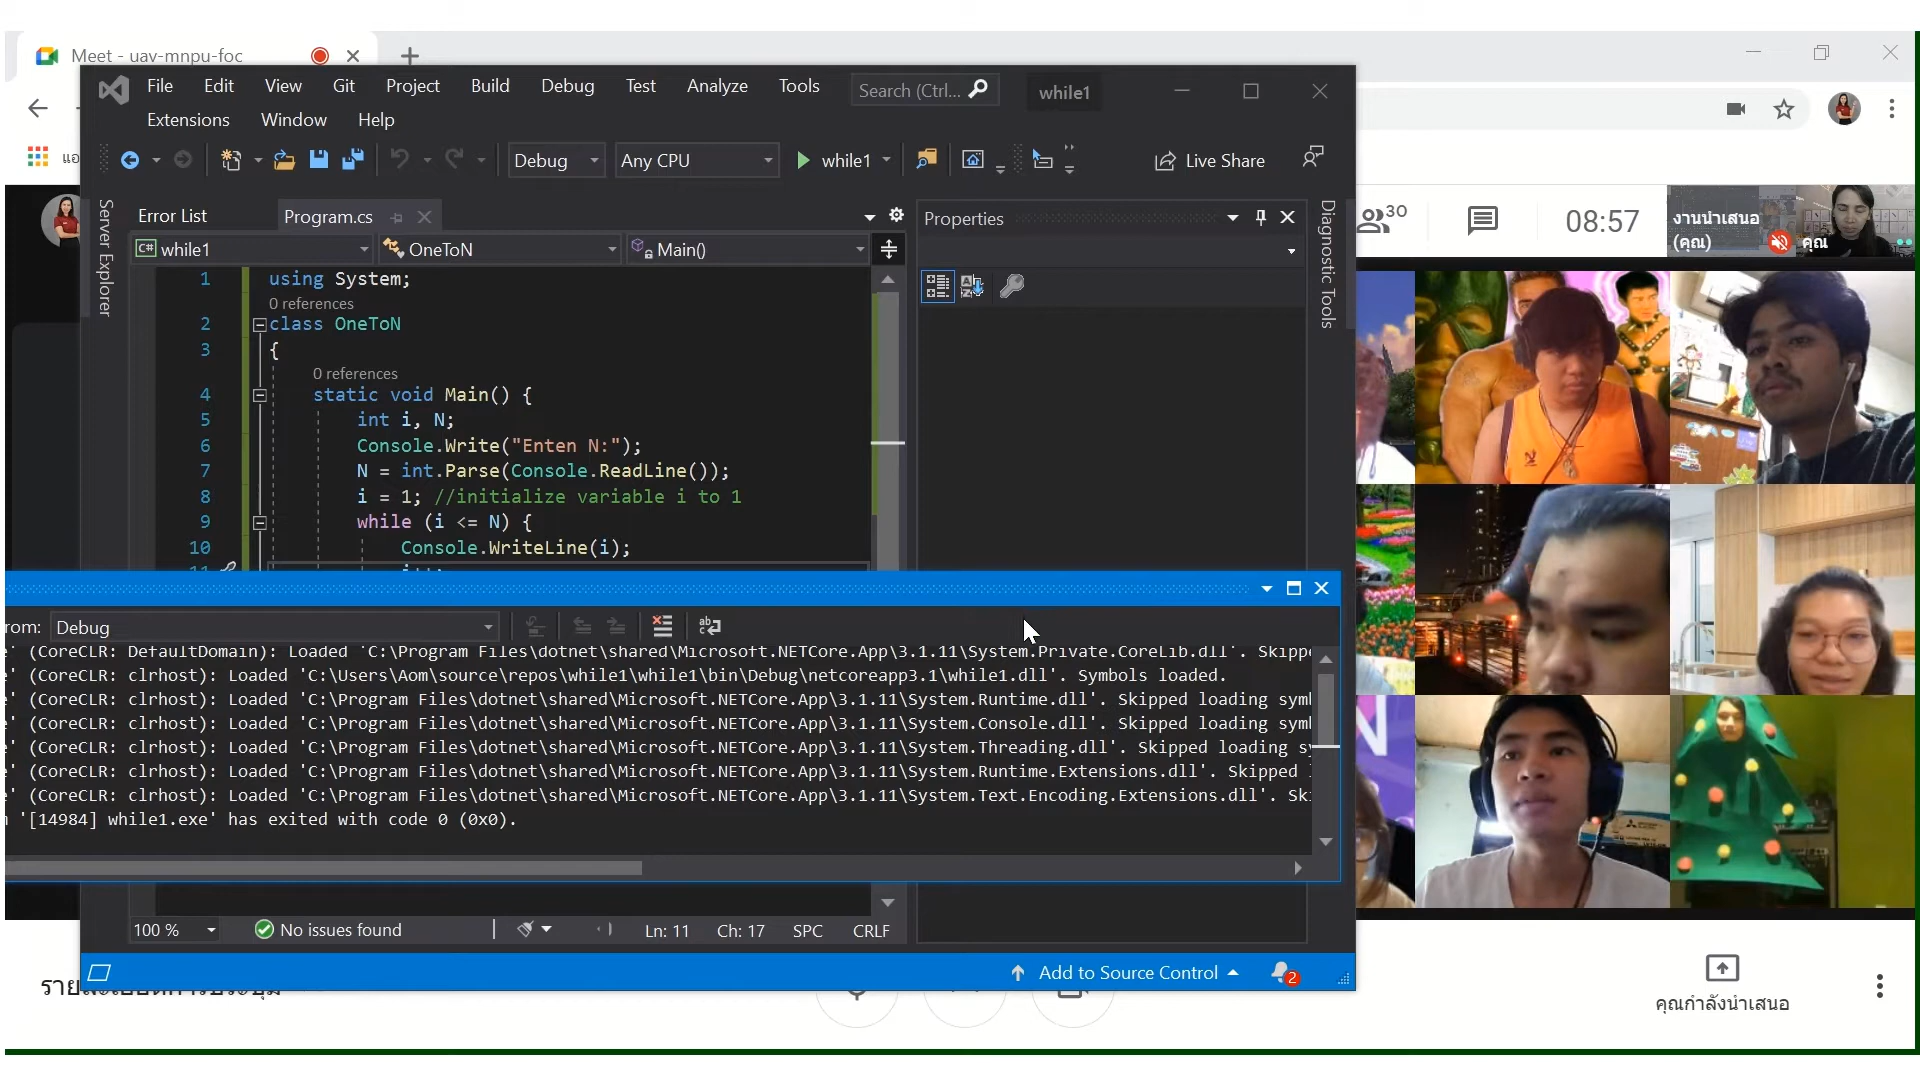 Meet - uav-mnpu-foc
File Edit View Git Project Build Debug Test Analyze Tools Search (Ctrl... while1
Extensions Window Help
Debug Any CPU while1 Live Share
Server Explorer
Error List Program.cs
while1 OneToN Main()
1 using System;
0 references
2 class OneToN
3 {
0 references
4 static void Main() {
5 int i, N;
6 Console.Write("Enten N:");
7 N = int.Parse(Console.ReadLine());
8 i = 1; //initialize variable i to 1
9 while (i <= N) {
10 Console.WriteLine(i);
Properties
Diagnostic Tools
30
08:57
งานนำเสนอ
(คุณ) คุณ
rom: Debug
' (CoreCLR: DefaultDomain): Loaded 'C:\Program Files\dotnet\shared\Microsoft.NETCore.App\3.1.11\System.Private.CoreLib.dll'. Skippe
' (CoreCLR: clrhost): Loaded 'C:\Users\Aom\source\repos\while1\while1\bin\Debug\netcoreapp3.1\while1.dll'. Symbols loaded.
' (CoreCLR: clrhost): Loaded 'C:\Program Files\dotnet\shared\Microsoft.NETCore.App\3.1.11\System.Runtime.dll'. Skipped loading sym
' (CoreCLR: clrhost): Loaded 'C:\Program Files\dotnet\shared\Microsoft.NETCore.App\3.1.11\System.Console.dll'. Skipped loading sym
' (CoreCLR: clrhost): Loaded 'C:\Program Files\dotnet\shared\Microsoft.NETCore.App\3.1.11\System.Threading.dll'. Skipped loading sy
' (CoreCLR: clrhost): Loaded 'C:\Program Files\dotnet\shared\Microsoft.NETCore.App\3.1.11\System.Runtime.Extensions.dll'. Skipped
' (CoreCLR: clrhost): Loaded 'C:\Program Files\dotnet\shared\Microsoft.NETCore.App\3.1.11\System.Text.Encoding.Extensions.dll'. Ski
'[14984] while1.exe' has exited with code 0 (0x0).
100 % No issues found Ln: 11 Ch: 17 SPC CRLF
Add to Source Control 2
คุณกำลังนำเสนอ